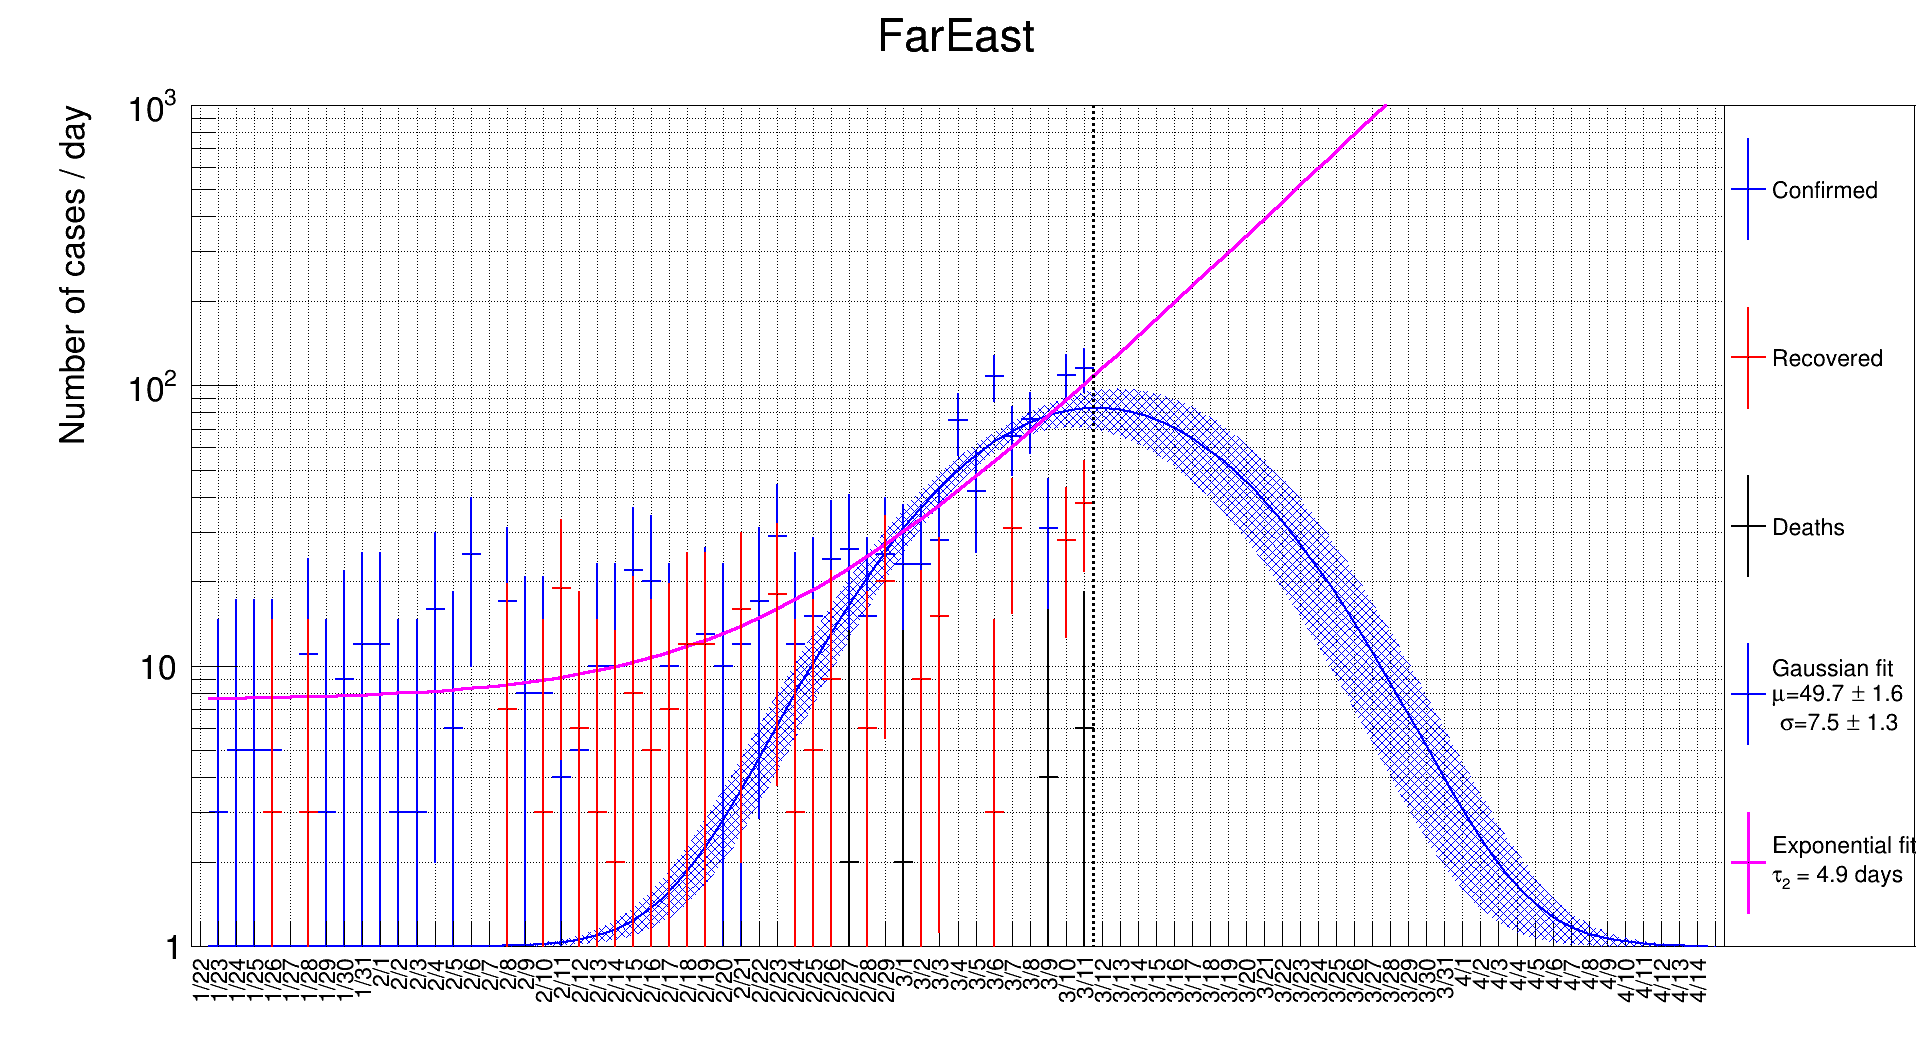 FarEast
Number of cases / day
10³
10²
10
1
1/22 1/23 1/24 1/25 1/26 1/27 1/28 1/29 1/30 1/31 2/1 2/2 2/3 2/4 2/5 2/6 2/7 2/8 2/9 2/10 2/11 2/12 2/13 2/14 2/15 2/16 2/17 2/18 2/19 2/20 2/21 2/22 2/23 2/24 2/25 2/26 2/27 2/28 2/29 3/1 3/2 3/3 3/4 3/5 3/6 3/7 3/8 3/9 3/10 3/11 3/12 3/13 3/14 3/15 3/16 3/17 3/18 3/19 3/20 3/21 3/22 3/23 3/24 3/25 3/26 3/27 3/28 3/29 3/30 3/31 4/1 4/2 4/3 4/4 4/5 4/6 4/7 4/8 4/9 4/10 4/11 4/12 4/13 4/14
Confirmed
Recovered
Deaths
Gaussian fit
μ=49.7 ± 1.6
σ=7.5 ± 1.3
Exponential fit
τ₂ = 4.9 days